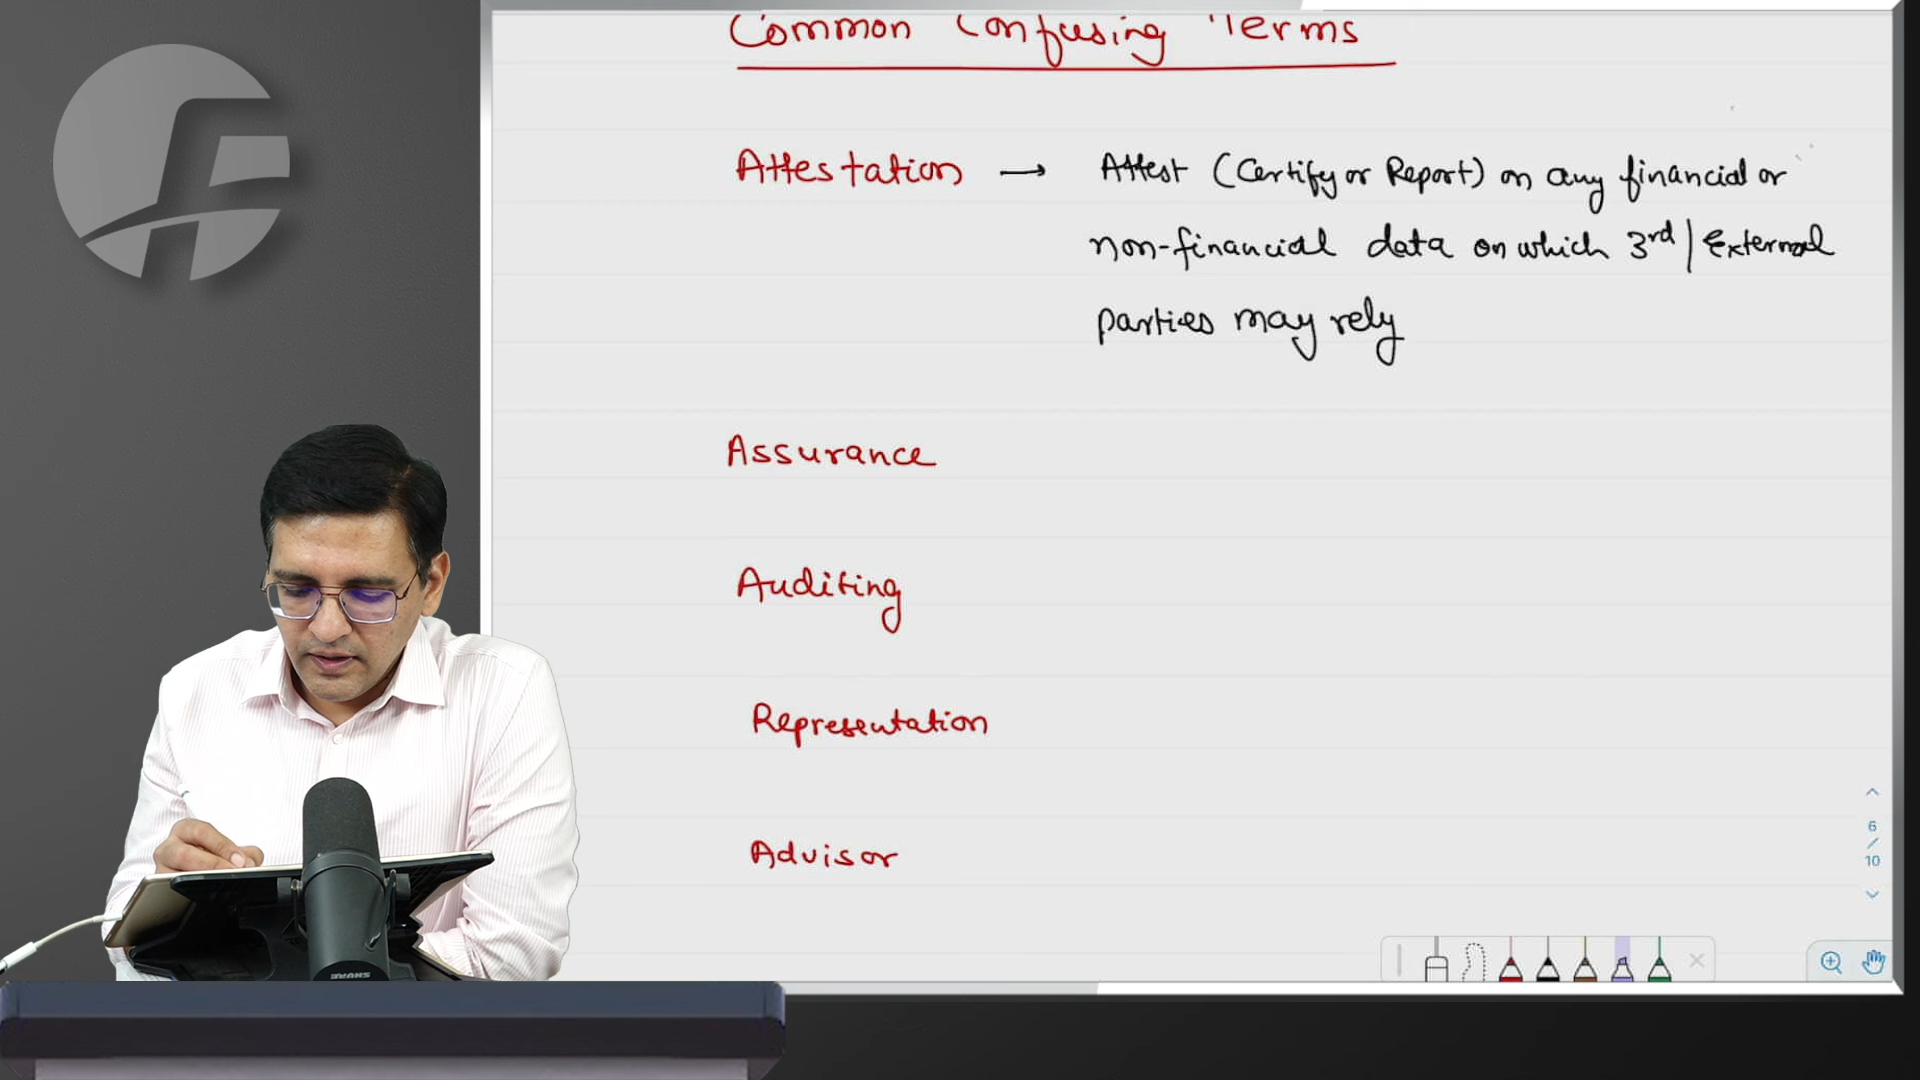 Common Confusing Terms
Attestation → Attest (Certify or Report) on any financial or
non-financial data on which 3rd | External
parties may rely
Assurance
Auditing
Representation
Advisor
6
/
10